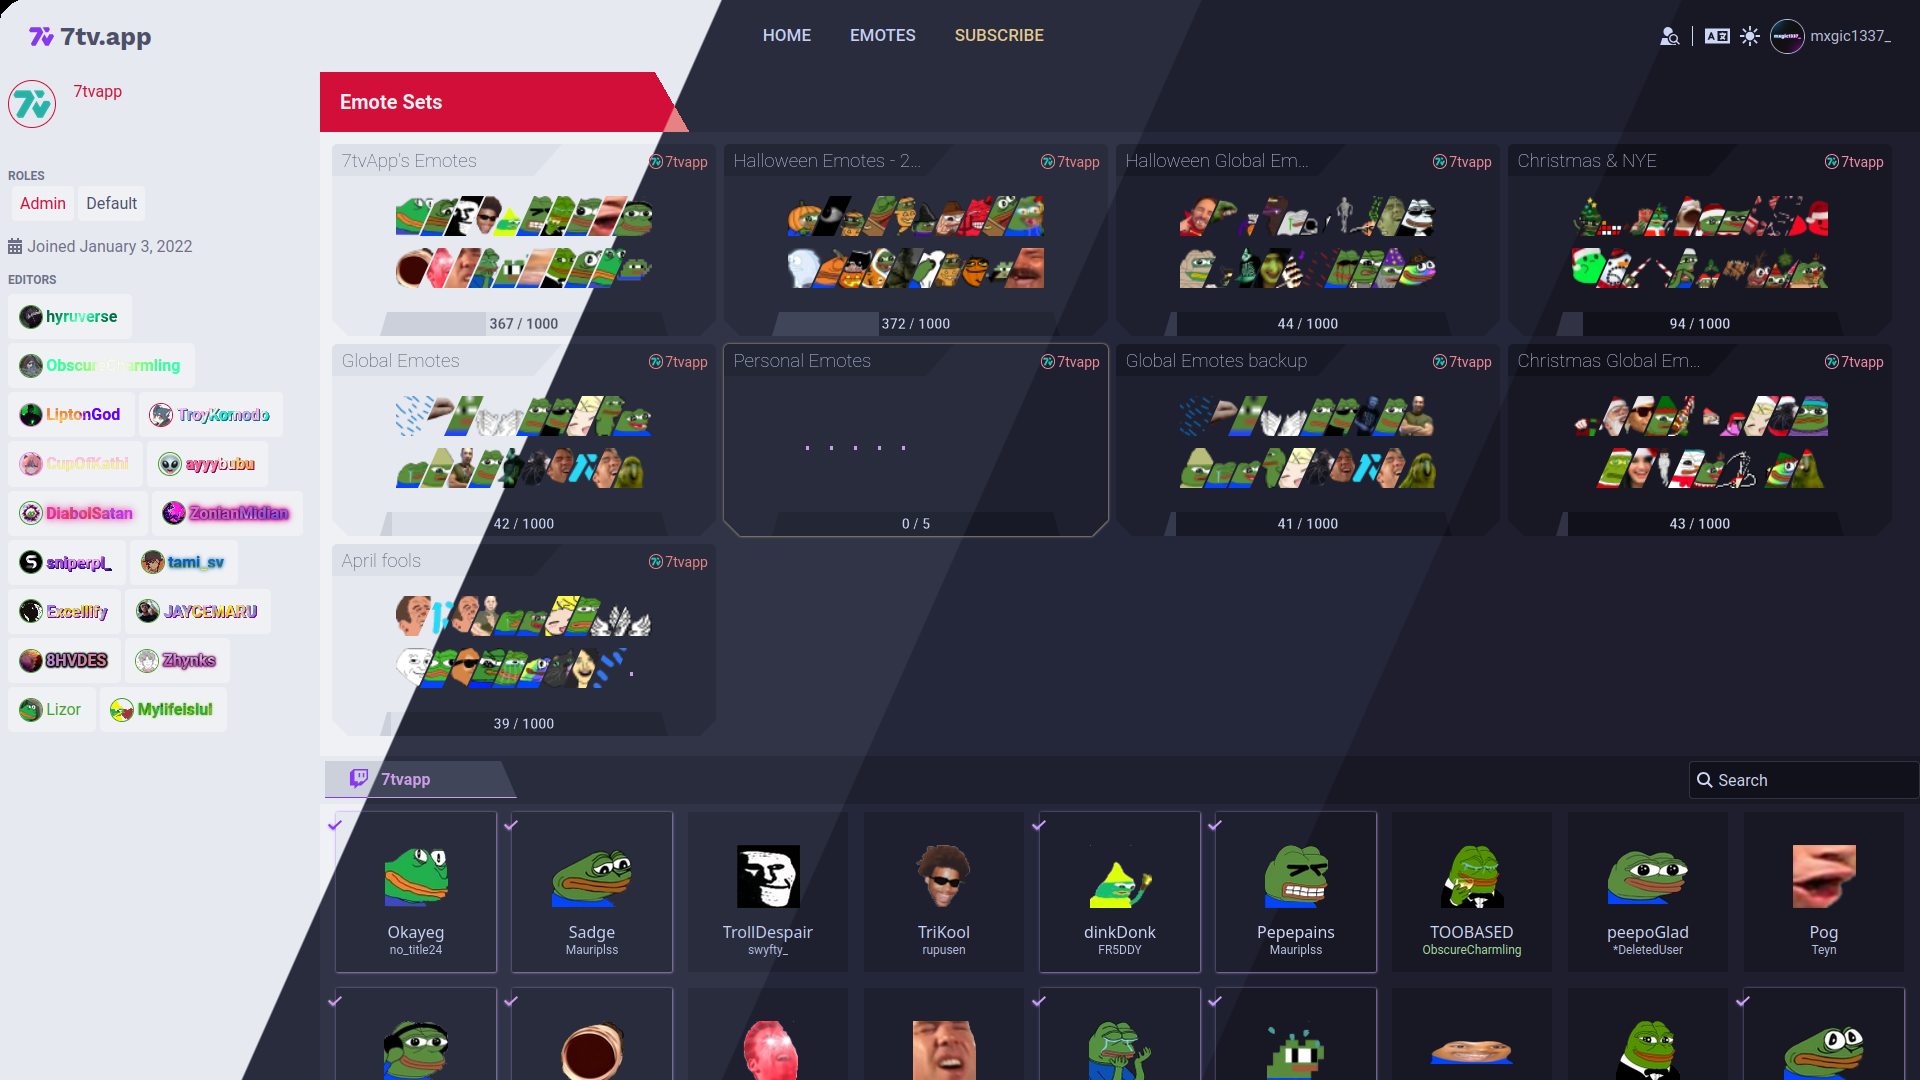 7tv.app
HOME
EMOTES
SUBSCRIBE
mxgic1337_
7tvapp
ROLES
Admin
Default
Joined January 3, 2022
EDITORS
hyruverse
ObscureCharmling
LiptonGod
TroyKomodo
CupOfKathi
ayyybubu
DiabolSatan
ZonianMidian
sniperpl_
tami_sv
Excellify
JAYCEMARU
8HVDES
Zhynks
Lizor
Mylifeislul
Emote Sets
7tvApp's Emotes
7tvapp
367 / 1000
Halloween Emotes - 2...
7tvapp
372 / 1000
Halloween Global Em...
7tvapp
44 / 1000
Christmas & NYE
7tvapp
94 / 1000
Global Emotes
7tvapp
42 / 1000
Personal Emotes
7tvapp
0 / 5
Global Emotes backup
7tvapp
41 / 1000
Christmas Global Em...
7tvapp
43 / 1000
April fools
7tvapp
39 / 1000
7tvapp
Search
Okayeg
no_title24
Sadge
Mauriplss
TrollDespair
swyfty_
TriKool
rupusen
dinkDonk
FR5DDY
Pepepains
Mauriplss
TOOBASED
ObscureCharmling
peepoGlad
*DeletedUser
Pog
Teyn